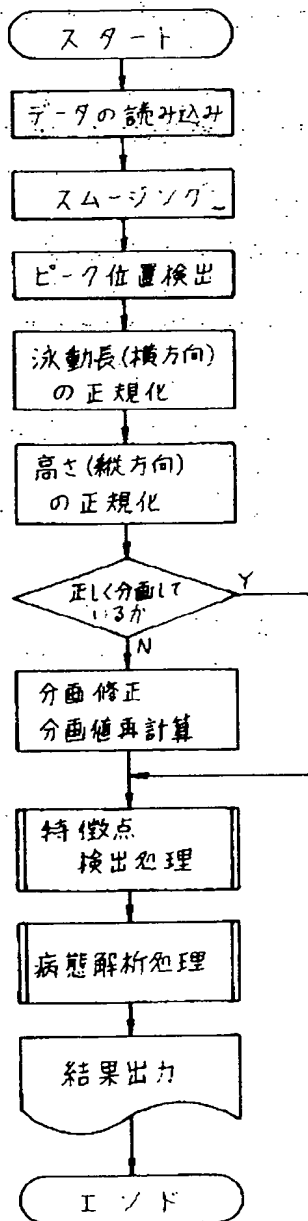 スタート
データの読み込み
スムージング
ピーク位置検出
泳動長(横方向)
の正規化
高さ(縦方向)
の正規化
正しく分画して
いるか
Y
N
分画修正
分画値再計算
特徴点
検出処理
病態解析処理
結果出力
エンド